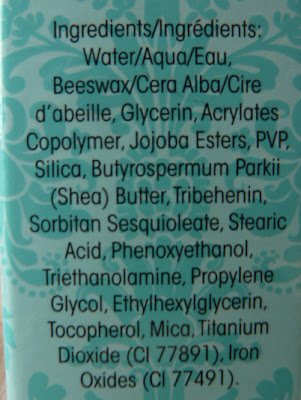 Ingredients/Ingrédients:
Water/Aqua/Eau,
Beeswax/Cera Alba/Cire
d'abeille, Glycerin, Acrylates
Copolymer, Jojoba Esters, PVP,
Silica, Butyrospermum Parkii
(Shea) Butter, Tribehenin,
Sorbitan Sesquioleate, Stearic
Acid, Phenoxyethanol,
Triethanolamine, Propylene
Glycol, Ethylhexylglycerin,
Tocopherol, Mica, Titanium
Dioxide (CI 77891), Iron
Oxides (CI 77491).